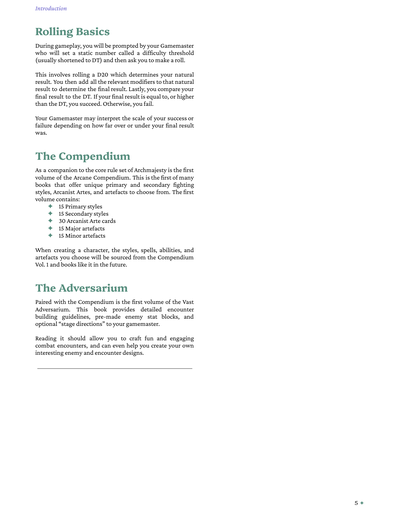 Introduction
Rolling Basics
During gameplay, you will be prompted by your Gamemaster
who will set a static number called a difficulty threshold
(usually shortened to DT) and then ask you to make a roll.
This involves rolling a D20 which determines your natural
result. You then add all the relevant modifiers to that natural
result to determine the final result. Lastly, you compare your
final result to the DT. If your final result is equal to, or higher
than the DT, you succeed. Otherwise, you fail.
Your Gamemaster may interpret the scale of your success or
failure depending on how far over or under your final result
was.
The Compendium
As a companion to the core rule set of Archmajesty is the first
volume of the Arcane Compendium. This is the first of many
books that offer unique primary and secondary fighting
styles, Arcanist Artes, and artefacts to choose from. The first
volume contains:
✦ 15 Primary styles
✦ 15 Secondary styles
✦ 30 Arcanist Arte cards
✦ 15 Major artefacts
✦ 15 Minor artefacts
When creating a character, the styles, spells, abilities, and
artefacts you choose will be sourced from the Compendium
Vol. 1 and books like it in the future.
The Adversarium
Paired with the Compendium is the first volume of the Vast
Adversarium. This book provides detailed encounter
building guidelines, pre-made enemy stat blocks, and
optional “stage directions” to your gamemaster.
Reading it should allow you to craft fun and engaging
combat encounters, and can even help you create your own
interesting enemy and encounter designs.
5 ✦